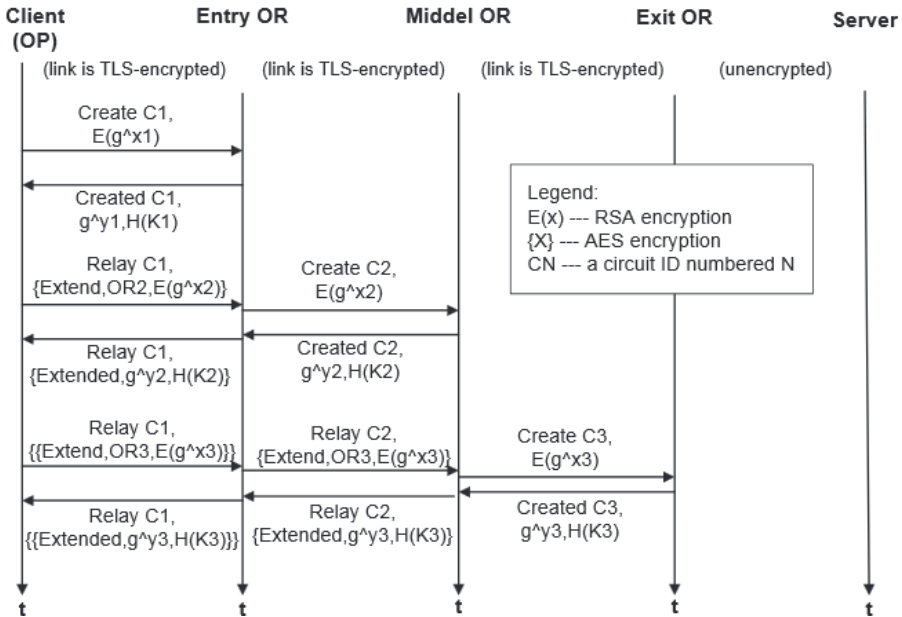 Client
(OP)
Entry OR
Middel OR
Exit OR
Server
(link is TLS-encrypted)
(link is TLS-encrypted)
(link is TLS-encrypted)
(unencrypted)
Create C1,
E(g^x1)
Created C1,
g^y1,H(K1)
Legend:
E(x) --- RSA encryption
{X} --- AES encryption
CN --- a circuit ID numbered N
Relay C1,
{Extend,OR2,E(g^x2)}
Create C2,
E(g^x2)
Relay C1,
{Extended,g^y2,H(K2)}
Created C2,
g^y2,H(K2)
Relay C1,
{{Extend,OR3,E(g^x3)}}
Relay C2,
{Extend,OR3,E(g^x3)}
Create C3,
E(g^x3)
Relay C1,
{{Extended,g^y3,H(K3)}}
Relay C2,
{Extended,g^y3,H(K3)}
Created C3,
g^y3,H(K3)
t
t
t
t
t